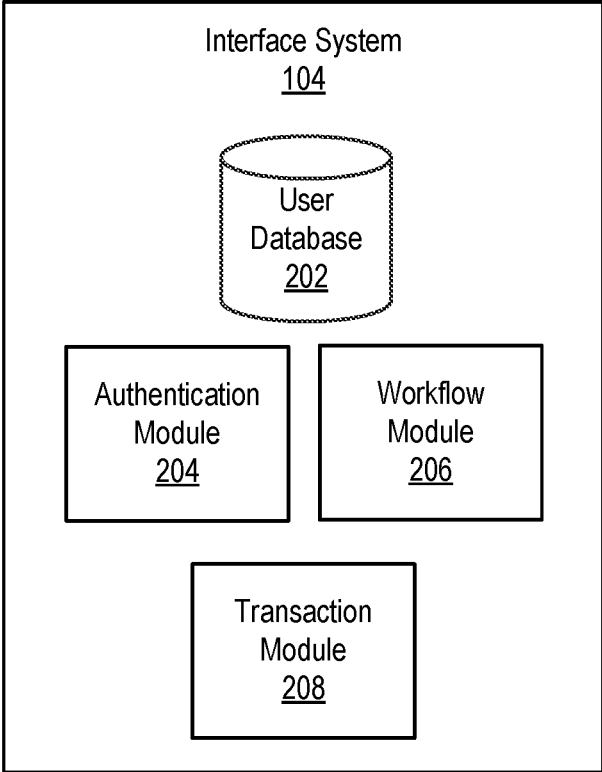 Interface System
104
User
Database
202
Authentication
Module
204
Workflow
Module
206
Transaction
Module
208